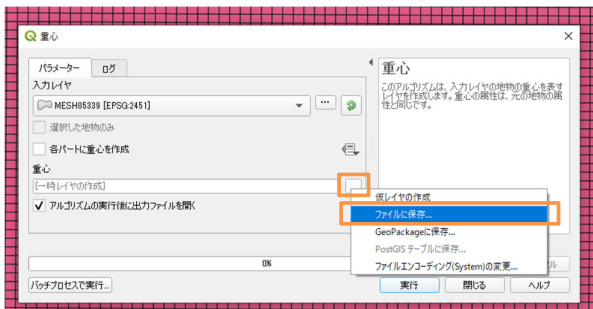 重心
パラメーター ログ
入力レイヤ
MESH05339 [EPSG:2451]
選択した地物のみ
各パートに重心を作成
重心
[一時レイヤの作成]
アルゴリズムの実行後に出力ファイルを開く
重心
このアルゴリズムは、入力レイヤの地物の重心を表す
レイヤを作成します。重心の属性は、元の地物の属
性と同じです。
仮レイヤの作成
ファイルに保存...
GeoPackageに保存...
PostGIS テーブルに保存...
ファイルエンコーディング(System)の変更...
0%
バッチプロセスで実行...
実行 閉じる ヘルプ